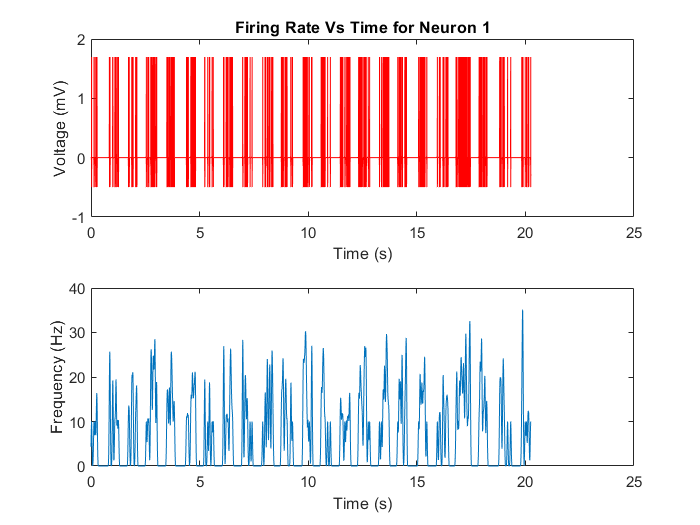 Firing Rate Vs Time for Neuron 1
2
1
0
-1
Voltage (mV)
0 5 10 15 20 25
Time (s)
40
30
20
10
0
Frequency (Hz)
0 5 10 15 20 25
Time (s)